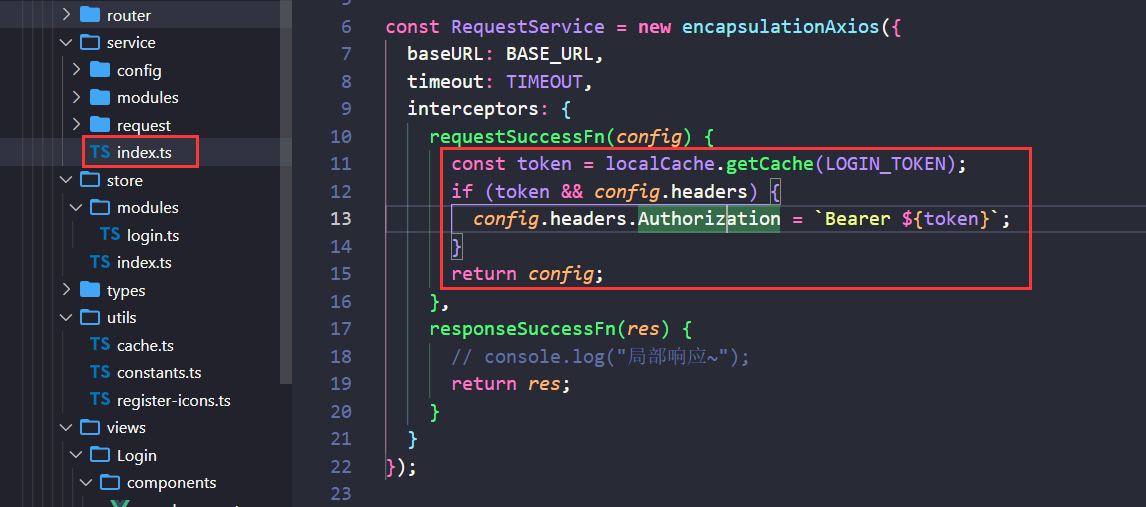 router
service
config
modules
request
TS index.ts
store
modules
TS login.ts
TS index.ts
types
utils
TS cache.ts
TS constants.ts
TS register-icons.ts
views
Login
components
6 const RequestService = new encapsulationAxios({
7 baseURL: BASE_URL,
8 timeout: TIMEOUT,
9 interceptors: {
10 requestSuccessFn(config) {
11 const token = localCache.getCache(LOGIN_TOKEN);
12 if (token && config.headers) {
13 config.headers.Authorization = `Bearer ${token}`;
14 }
15 return config;
16 },
17 responseSuccessFn(res) {
18 // console.log("局部响应~");
19 return res;
20 }
21 }
22 });
23